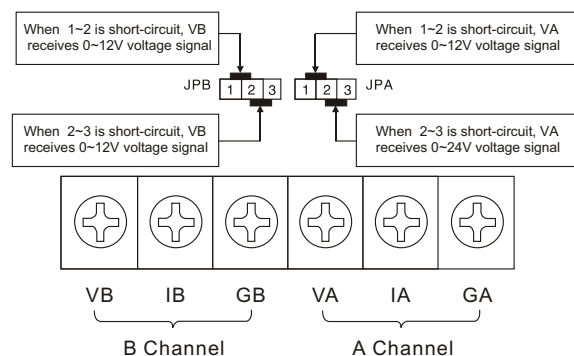 When 1~2 is short-circuit, VB
receives 0~12V voltage signal
When 1~2 is short-circuit, VA
receives 0~12V voltage signal
JPB 1 2 3
1 2 3 JPA
When 2~3 is short-circuit, VB
receives 0~12V voltage signal
When 2~3 is short-circuit, VA
receives 0~24V voltage signal
VB IB GB VA IA GA
B Channel A Channel